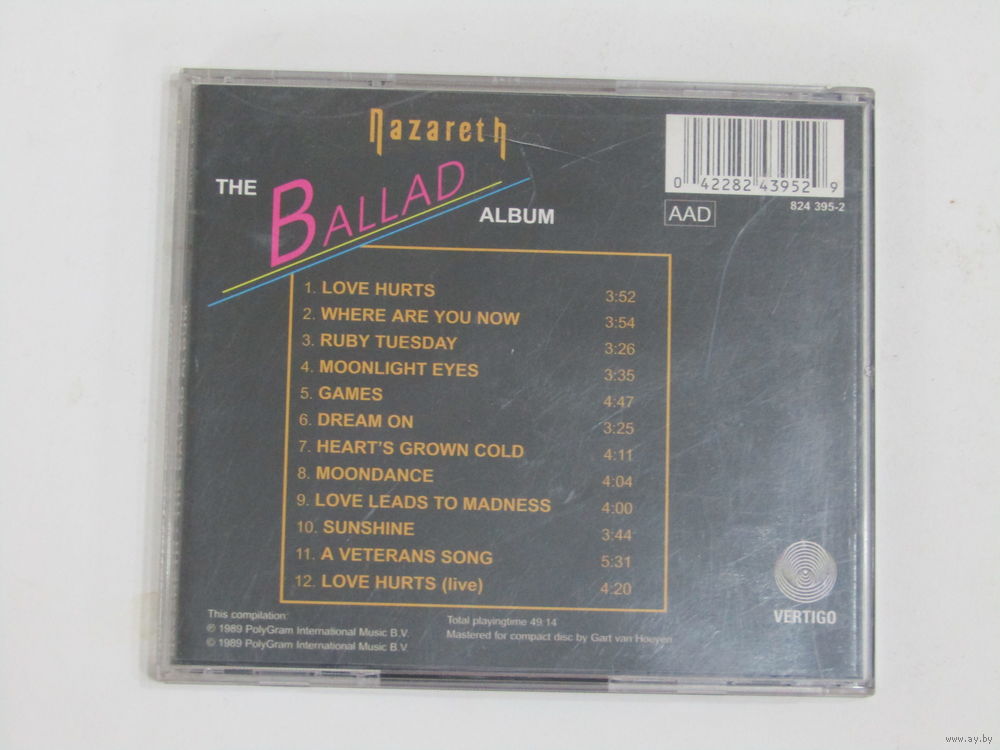 Nazareth
THE BALLAD ALBUM
0 42282 43952 9
AAD 824 395-2
1. LOVE HURTS 3:52
2. WHERE ARE YOU NOW 3:54
3. RUBY TUESDAY 3:26
4. MOONLIGHT EYES 3:35
5. GAMES 4:47
6. DREAM ON 3:25
7. HEART'S GROWN COLD 4:11
8. MOONDANCE 4:04
9. LOVE LEADS TO MADNESS 4:00
10. SUNSHINE 3:44
11. A VETERANS SONG 5:31
12. LOVE HURTS (live) 4:20
VERTIGO
This compilation:
℗ 1989 PolyGram International Music B.V.
© 1989 PolyGram International Music B.V
Total playingtime 49:14
Mastered for compact disc by Gart van Hoeyen
www.ay.by